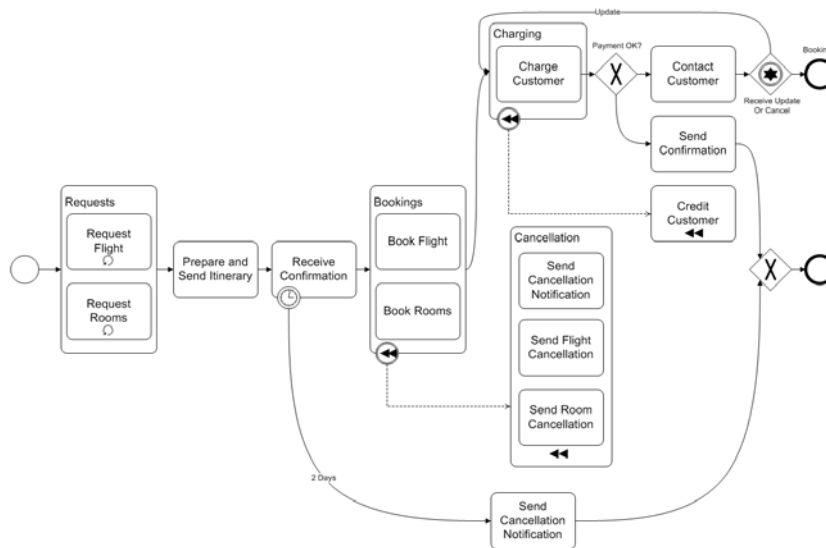 Update
Charging
Payment OK?
Booking
Charge
Customer
Contact
Customer
Receive Update
Or Cancel
Send
Confirmation
Requests
Bookings
Credit
Customer
Request
Flight
Prepare and
Send Itinerary
Receive
Confirmation
Book Flight
Cancellation
Send
Cancellation
Notification
Request
Rooms
Book Rooms
Send Flight
Cancellation
Send Room
Cancellation
2 Days
Send
Cancellation
Notification